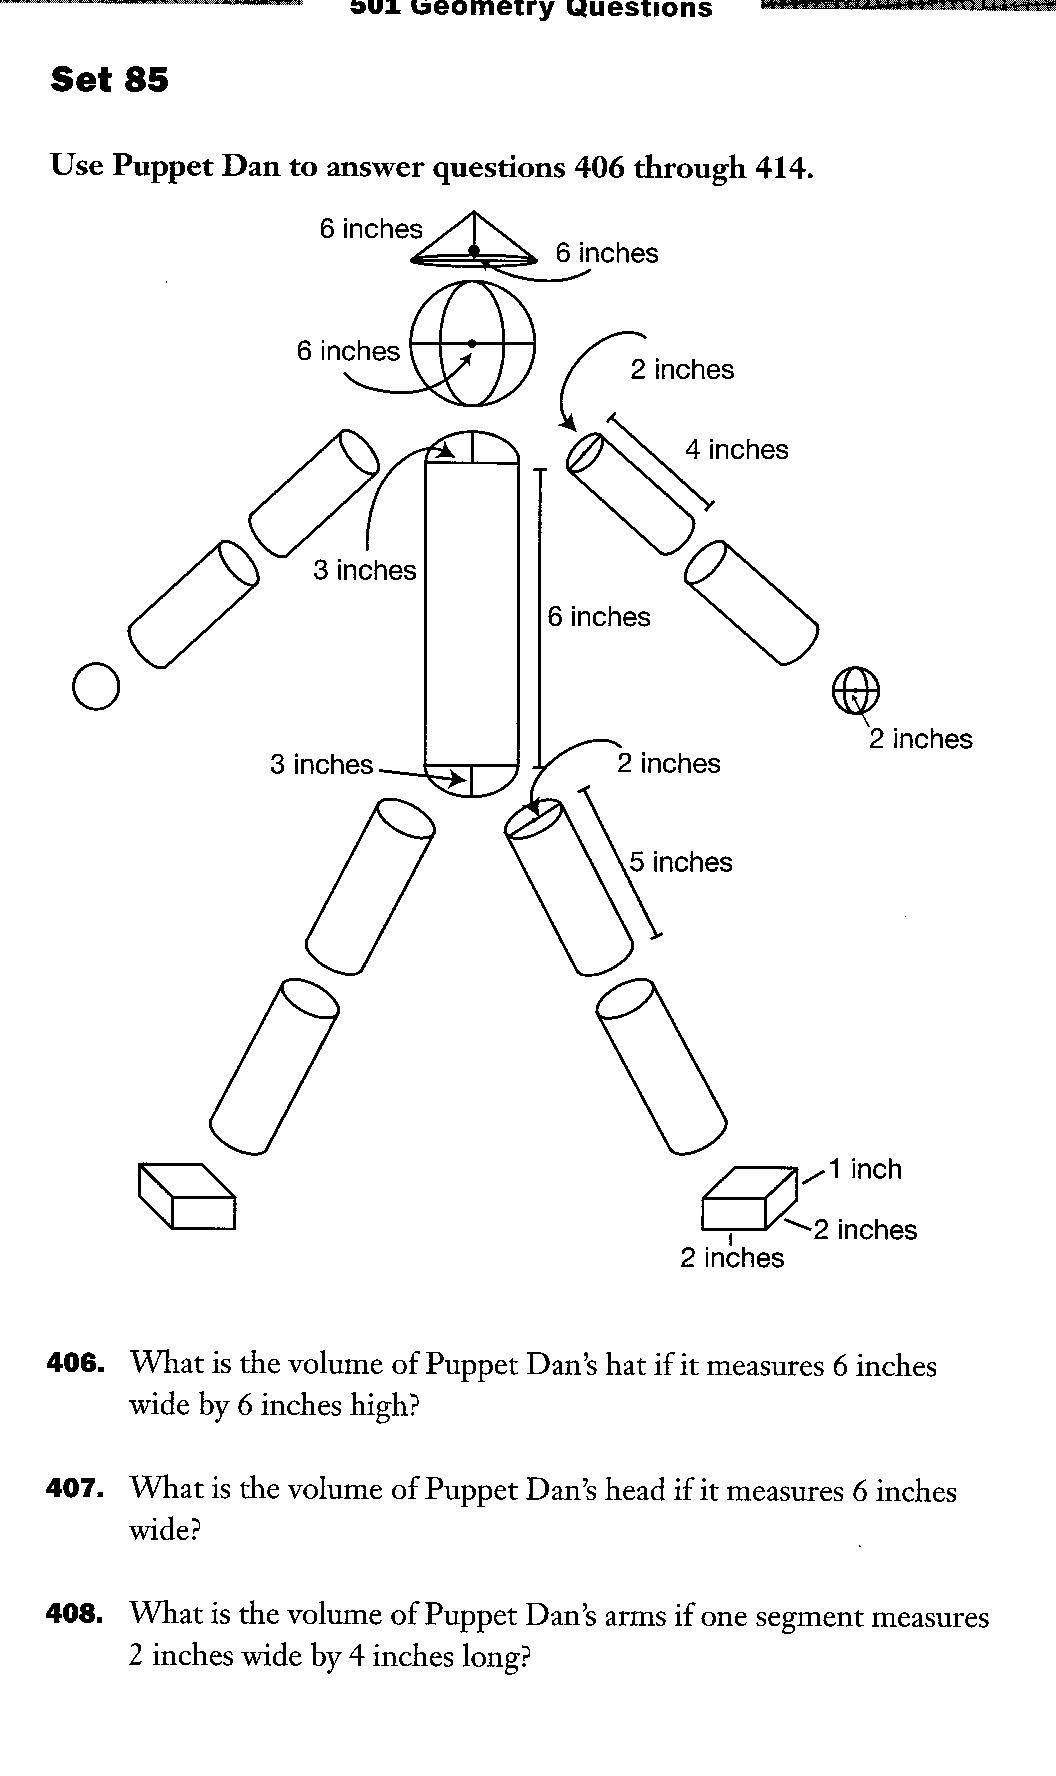 501 Geometry Questions
Set 85
Use Puppet Dan to answer questions 406 through 414.
6 inches
6 inches
6 inches
2 inches
4 inches
3 inches
6 inches
2 inches
3 inches
2 inches
5 inches
1 inch
2 inches
2 inches
406. What is the volume of Puppet Dan's hat if it measures 6 inches
wide by 6 inches high?
407. What is the volume of Puppet Dan's head if it measures 6 inches
wide?
408. What is the volume of Puppet Dan's arms if one segment measures
2 inches wide by 4 inches long?